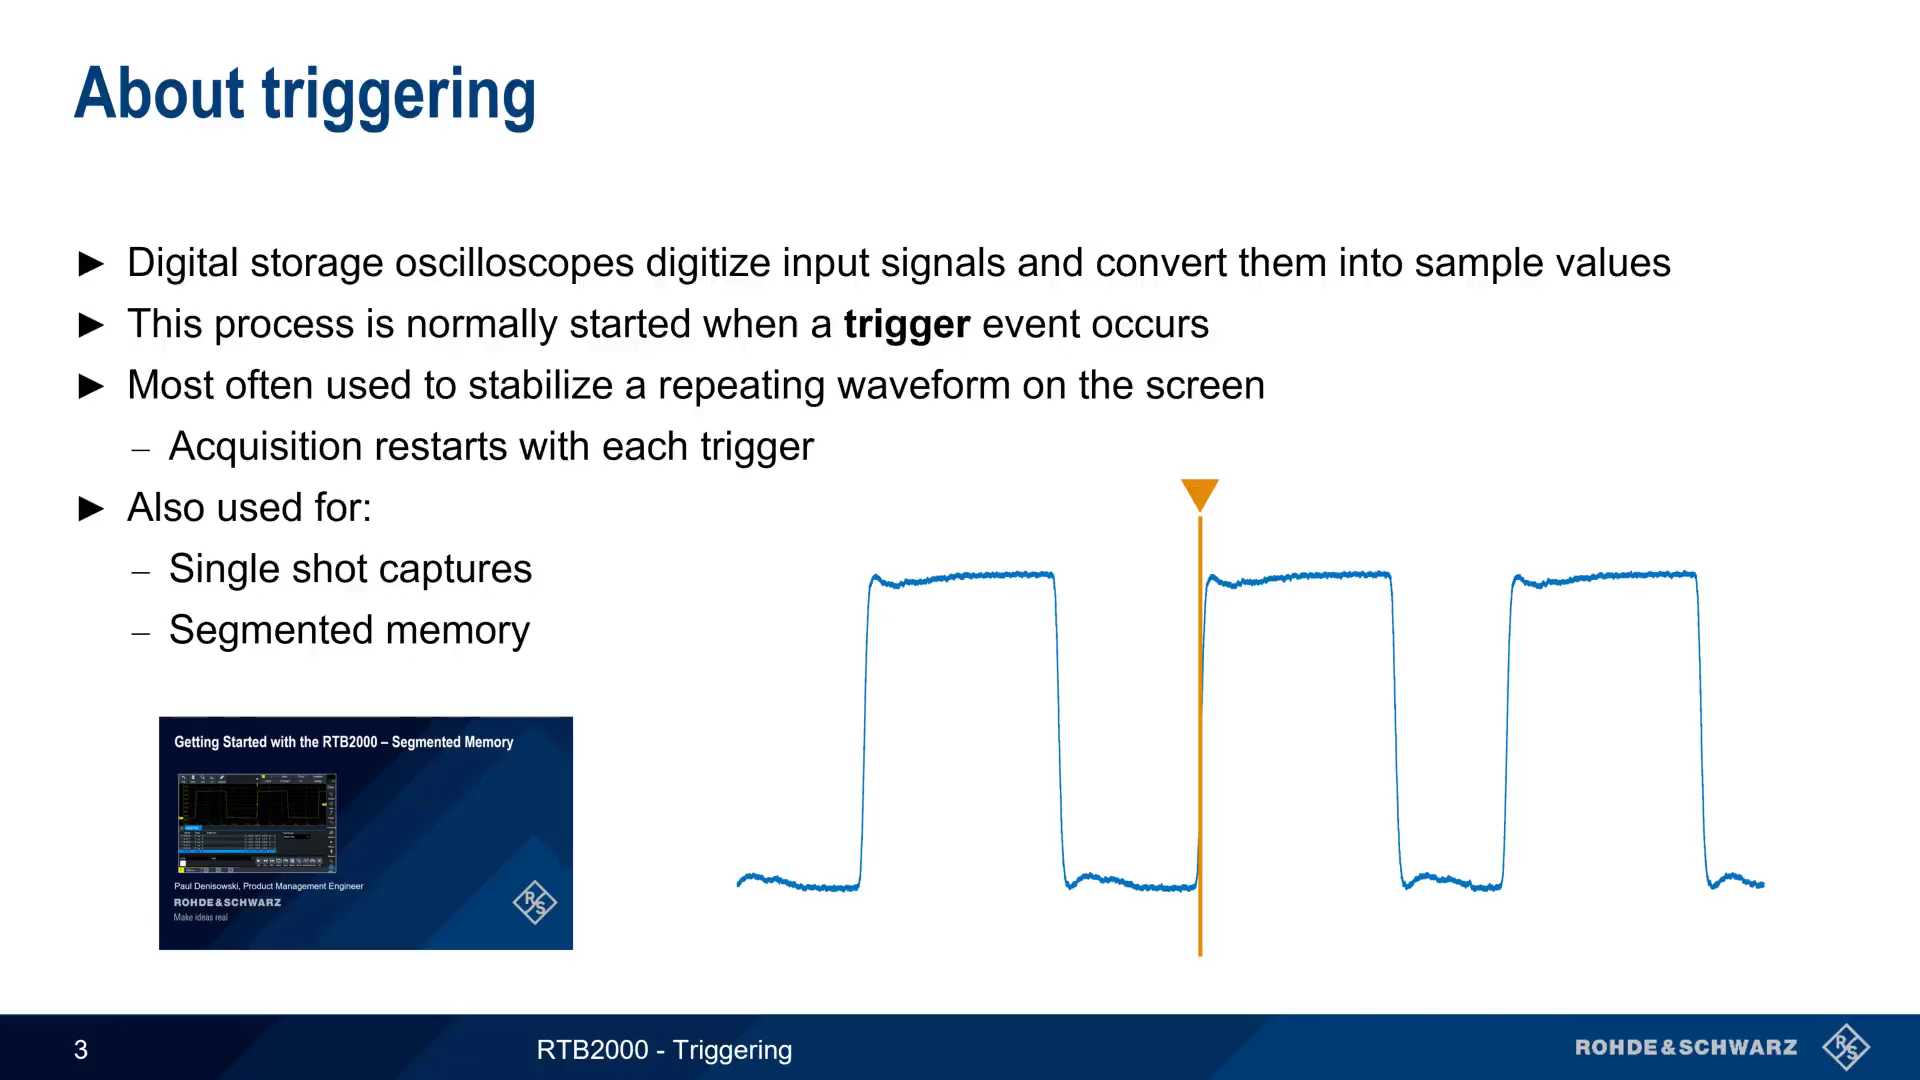 About triggering
► Digital storage oscilloscopes digitize input signals and convert them into sample values
► This process is normally started when a trigger event occurs
► Most often used to stabilize a repeating waveform on the screen
– Acquisition restarts with each trigger
► Also used for:
– Single shot captures
– Segmented memory
Getting Started with the RTB2000 – Segmented Memory
Paul Denisowski, Product Management Engineer
ROHDE&SCHWARZ
Make ideas real
R&S
3
RTB2000 - Triggering
ROHDE&SCHWARZ
R&S